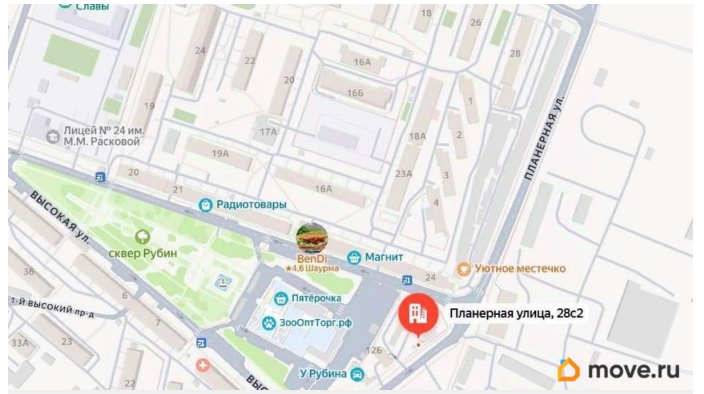 Славы
18
26
28
24
22
20
16А
16Б
1
2
19
Лицей № 24 им.
М.М. Расковой
17А
18А
19А
ПЛАНЕРНАЯ УЛ.
20
21
16А
23А
3
4
Радиотовары
ВЫСОКАЯ УЛ.
сквер Рубин
BenDi
★4,6 Шаурма
Магнит
24
Уютное местечко
36
1-й Высокий пр-д
Пятёрочка
ЗооОптТорг.рф
Планерная улица, 28с2
33А
23
12Б
22
У Рубина
move.ru